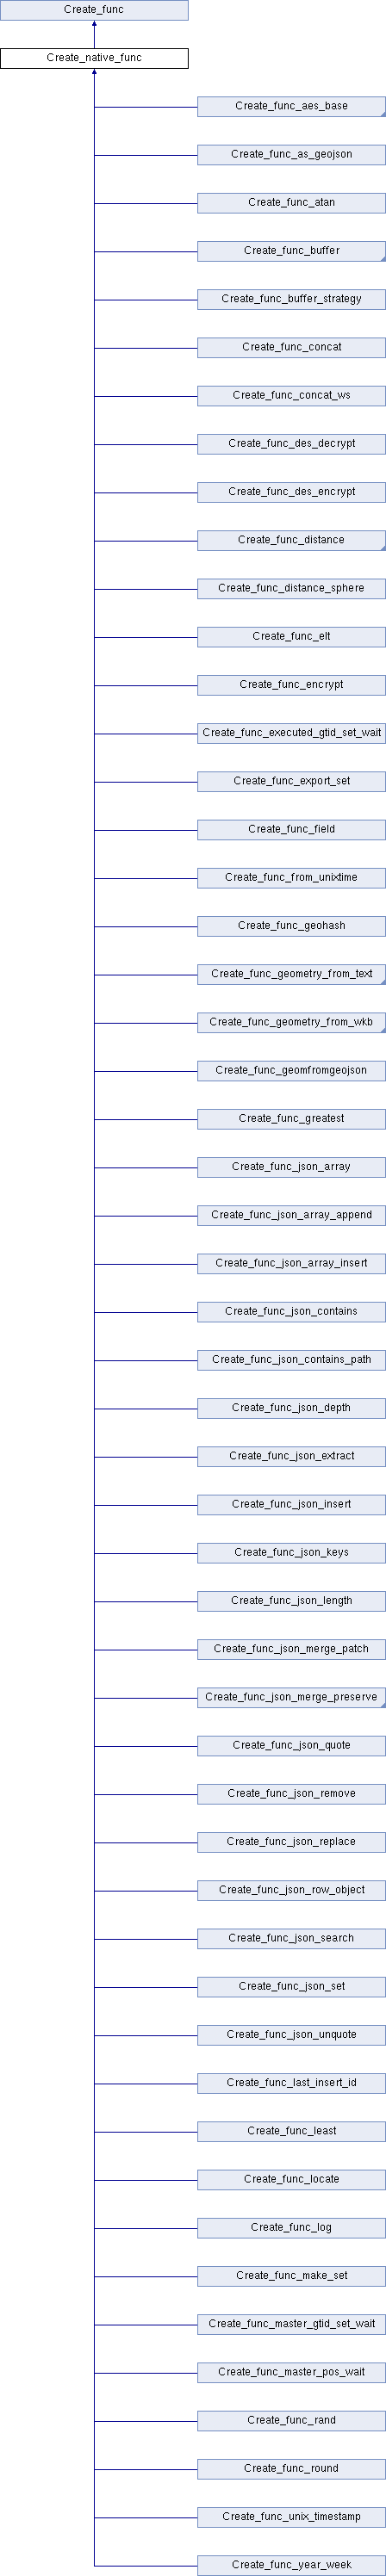 Create_func
Create_native_func
Create_func_aes_base
Create_func_as_geojson
Create_func_atan
Create_func_buffer
Create_func_buffer_strategy
Create_func_concat
Create_func_concat_ws
Create_func_des_decrypt
Create_func_des_encrypt
Create_func_distance
Create_func_distance_sphere
Create_func_elt
Create_func_encrypt
Create_func_executed_gtid_set_wait
Create_func_export_set
Create_func_field
Create_func_from_unixtime
Create_func_geohash
Create_func_geometry_from_text
Create_func_geometry_from_wkb
Create_func_geomfromgeojson
Create_func_greatest
Create_func_json_array
Create_func_json_array_append
Create_func_json_array_insert
Create_func_json_contains
Create_func_json_contains_path
Create_func_json_depth
Create_func_json_extract
Create_func_json_insert
Create_func_json_keys
Create_func_json_length
Create_func_json_merge_patch
Create_func_json_merge_preserve
Create_func_json_quote
Create_func_json_remove
Create_func_json_replace
Create_func_json_row_object
Create_func_json_search
Create_func_json_set
Create_func_json_unquote
Create_func_last_insert_id
Create_func_least
Create_func_locate
Create_func_log
Create_func_make_set
Create_func_master_gtid_set_wait
Create_func_master_pos_wait
Create_func_rand
Create_func_round
Create_func_unix_timestamp
Create_func_year_week